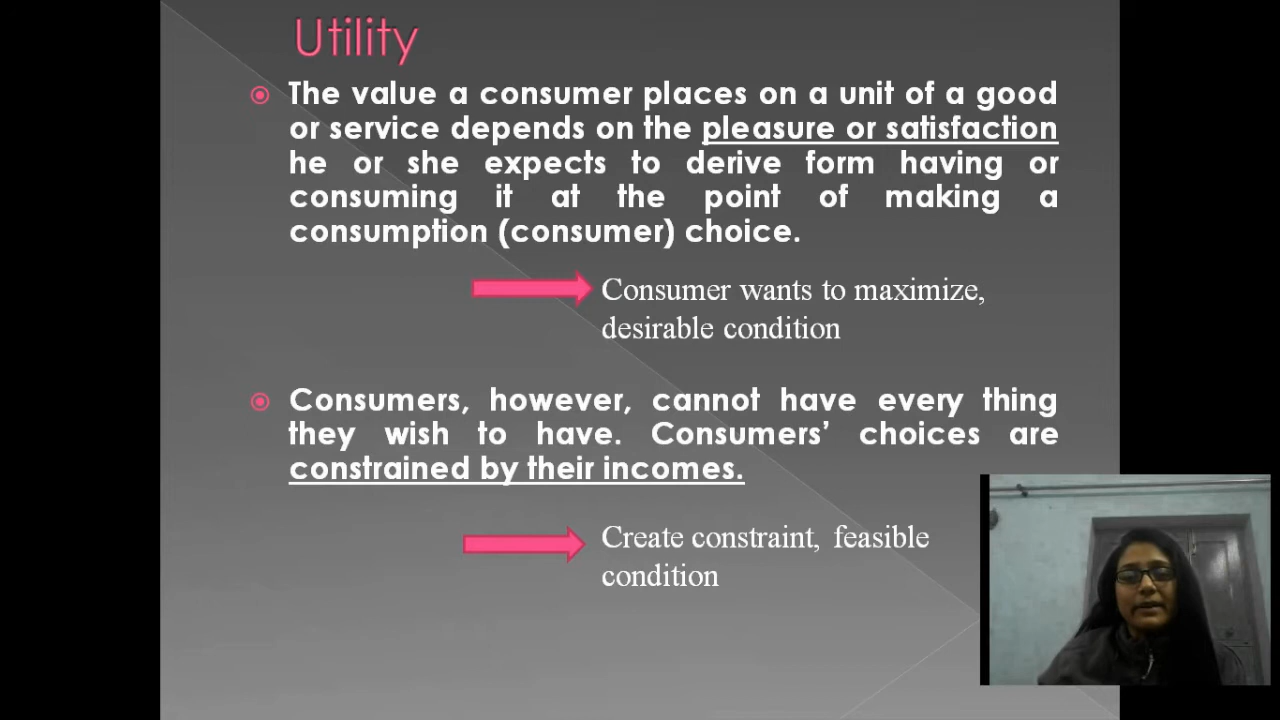 Utility
The value a consumer places on a unit of a good
or service depends on the pleasure or satisfaction
he or she expects to derive form having or
consuming it at the point of making a
consumption (consumer) choice.
Consumer wants to maximize,
desirable condition
Consumers, however, cannot have every thing
they wish to have. Consumers’ choices are
constrained by their incomes.
Create constraint, feasible
condition